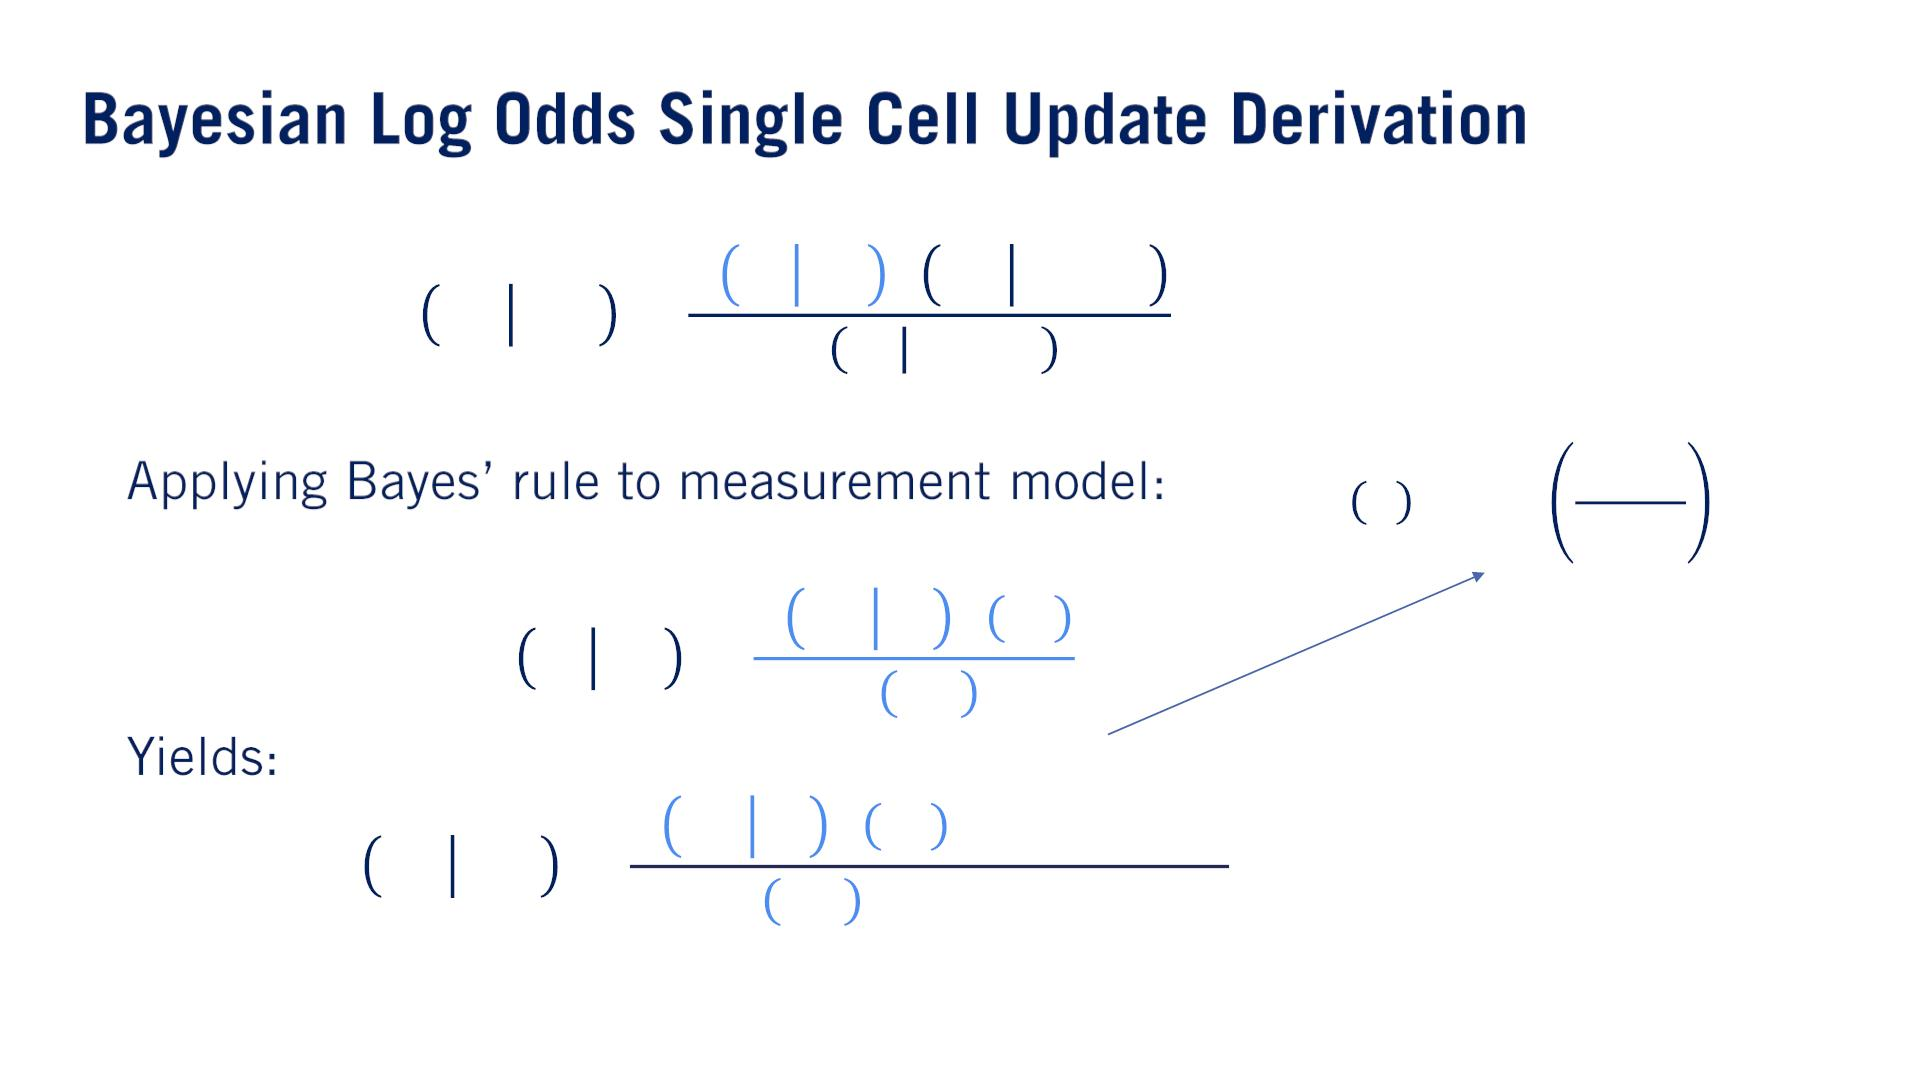 Bayesian Log Odds Single Cell Update Derivation
( | ) ( | ) ( | )
( | )
Applying Bayes’ rule to measurement model:
( ) ( )
( | ) ( | ) ( )
( )
Yields:
( | ) ( | ) ( )
( )